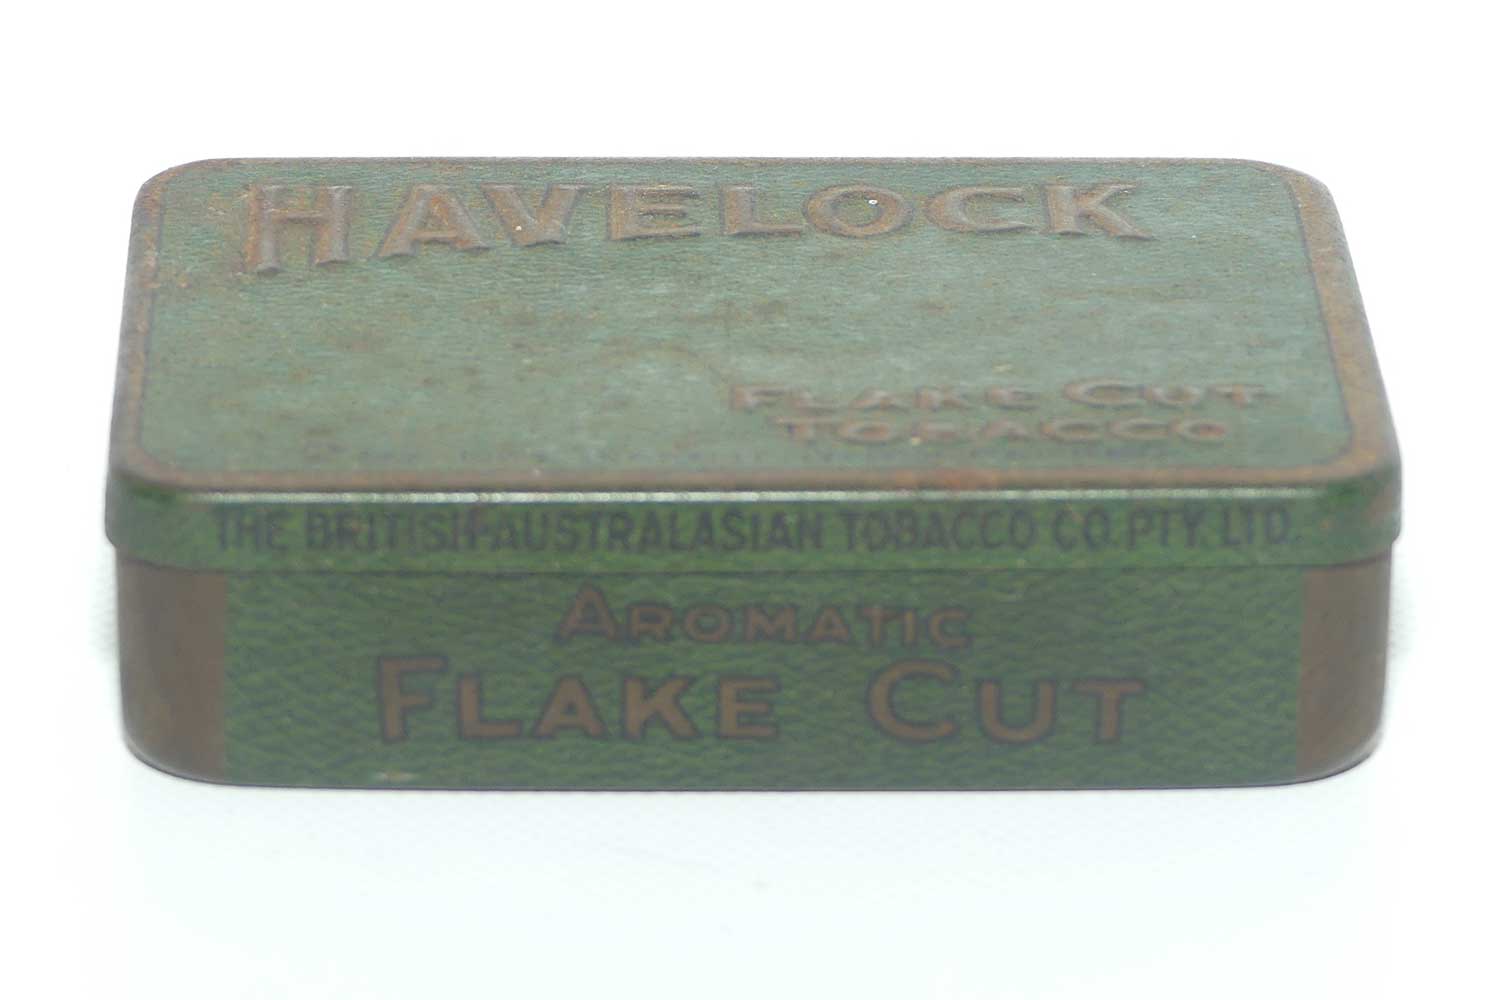 HAVELOCK
FLAKE CUT
TOBACCO
THE BRITISH-AUSTRALASIAN TOBACCO CO. PTY. LTD.
AROMATIC
FLAKE CUT